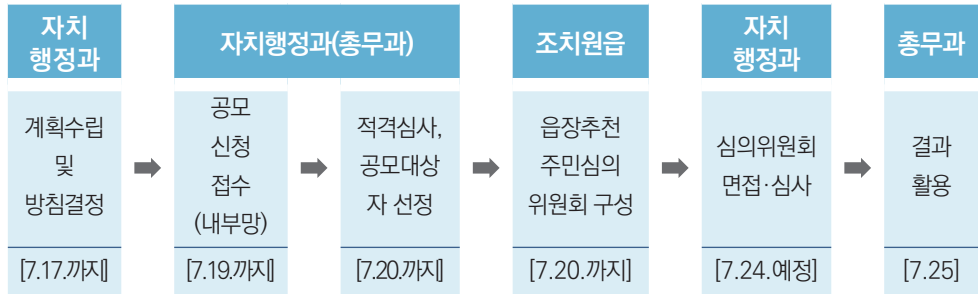 자치
행정과
자치행정과(총무과)
조치원읍
자치
행정과
총무과
계획수립
및
방침결정
공모
신청
접수
(내부망)
적격심사,
공모대상
자 선정
읍장추천
주민심의
위원회 구성
심의위원회
면접·심사
결과
활용
[7.17.까지]
[7.19.까지]
[7.20.까지]
[7.20.까지]
[7.24.예정]
[7.25]